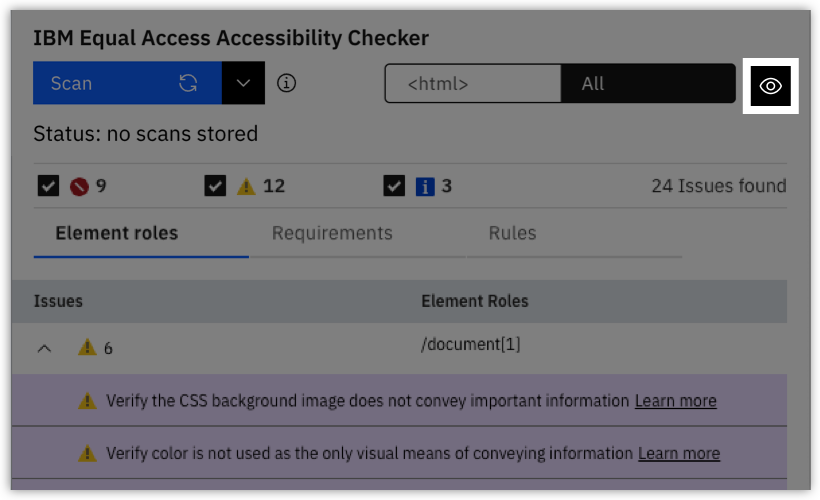 IBM Equal Access Accessibility Checker
Scan <html> All
Status: no scans stored
9 12 3 24 Issues found
Element roles Requirements Rules
Issues Element Roles
6 /document[1]
Verify the CSS background image does not convey important information Learn more
Verify color is not used as the only visual means of conveying information Learn more